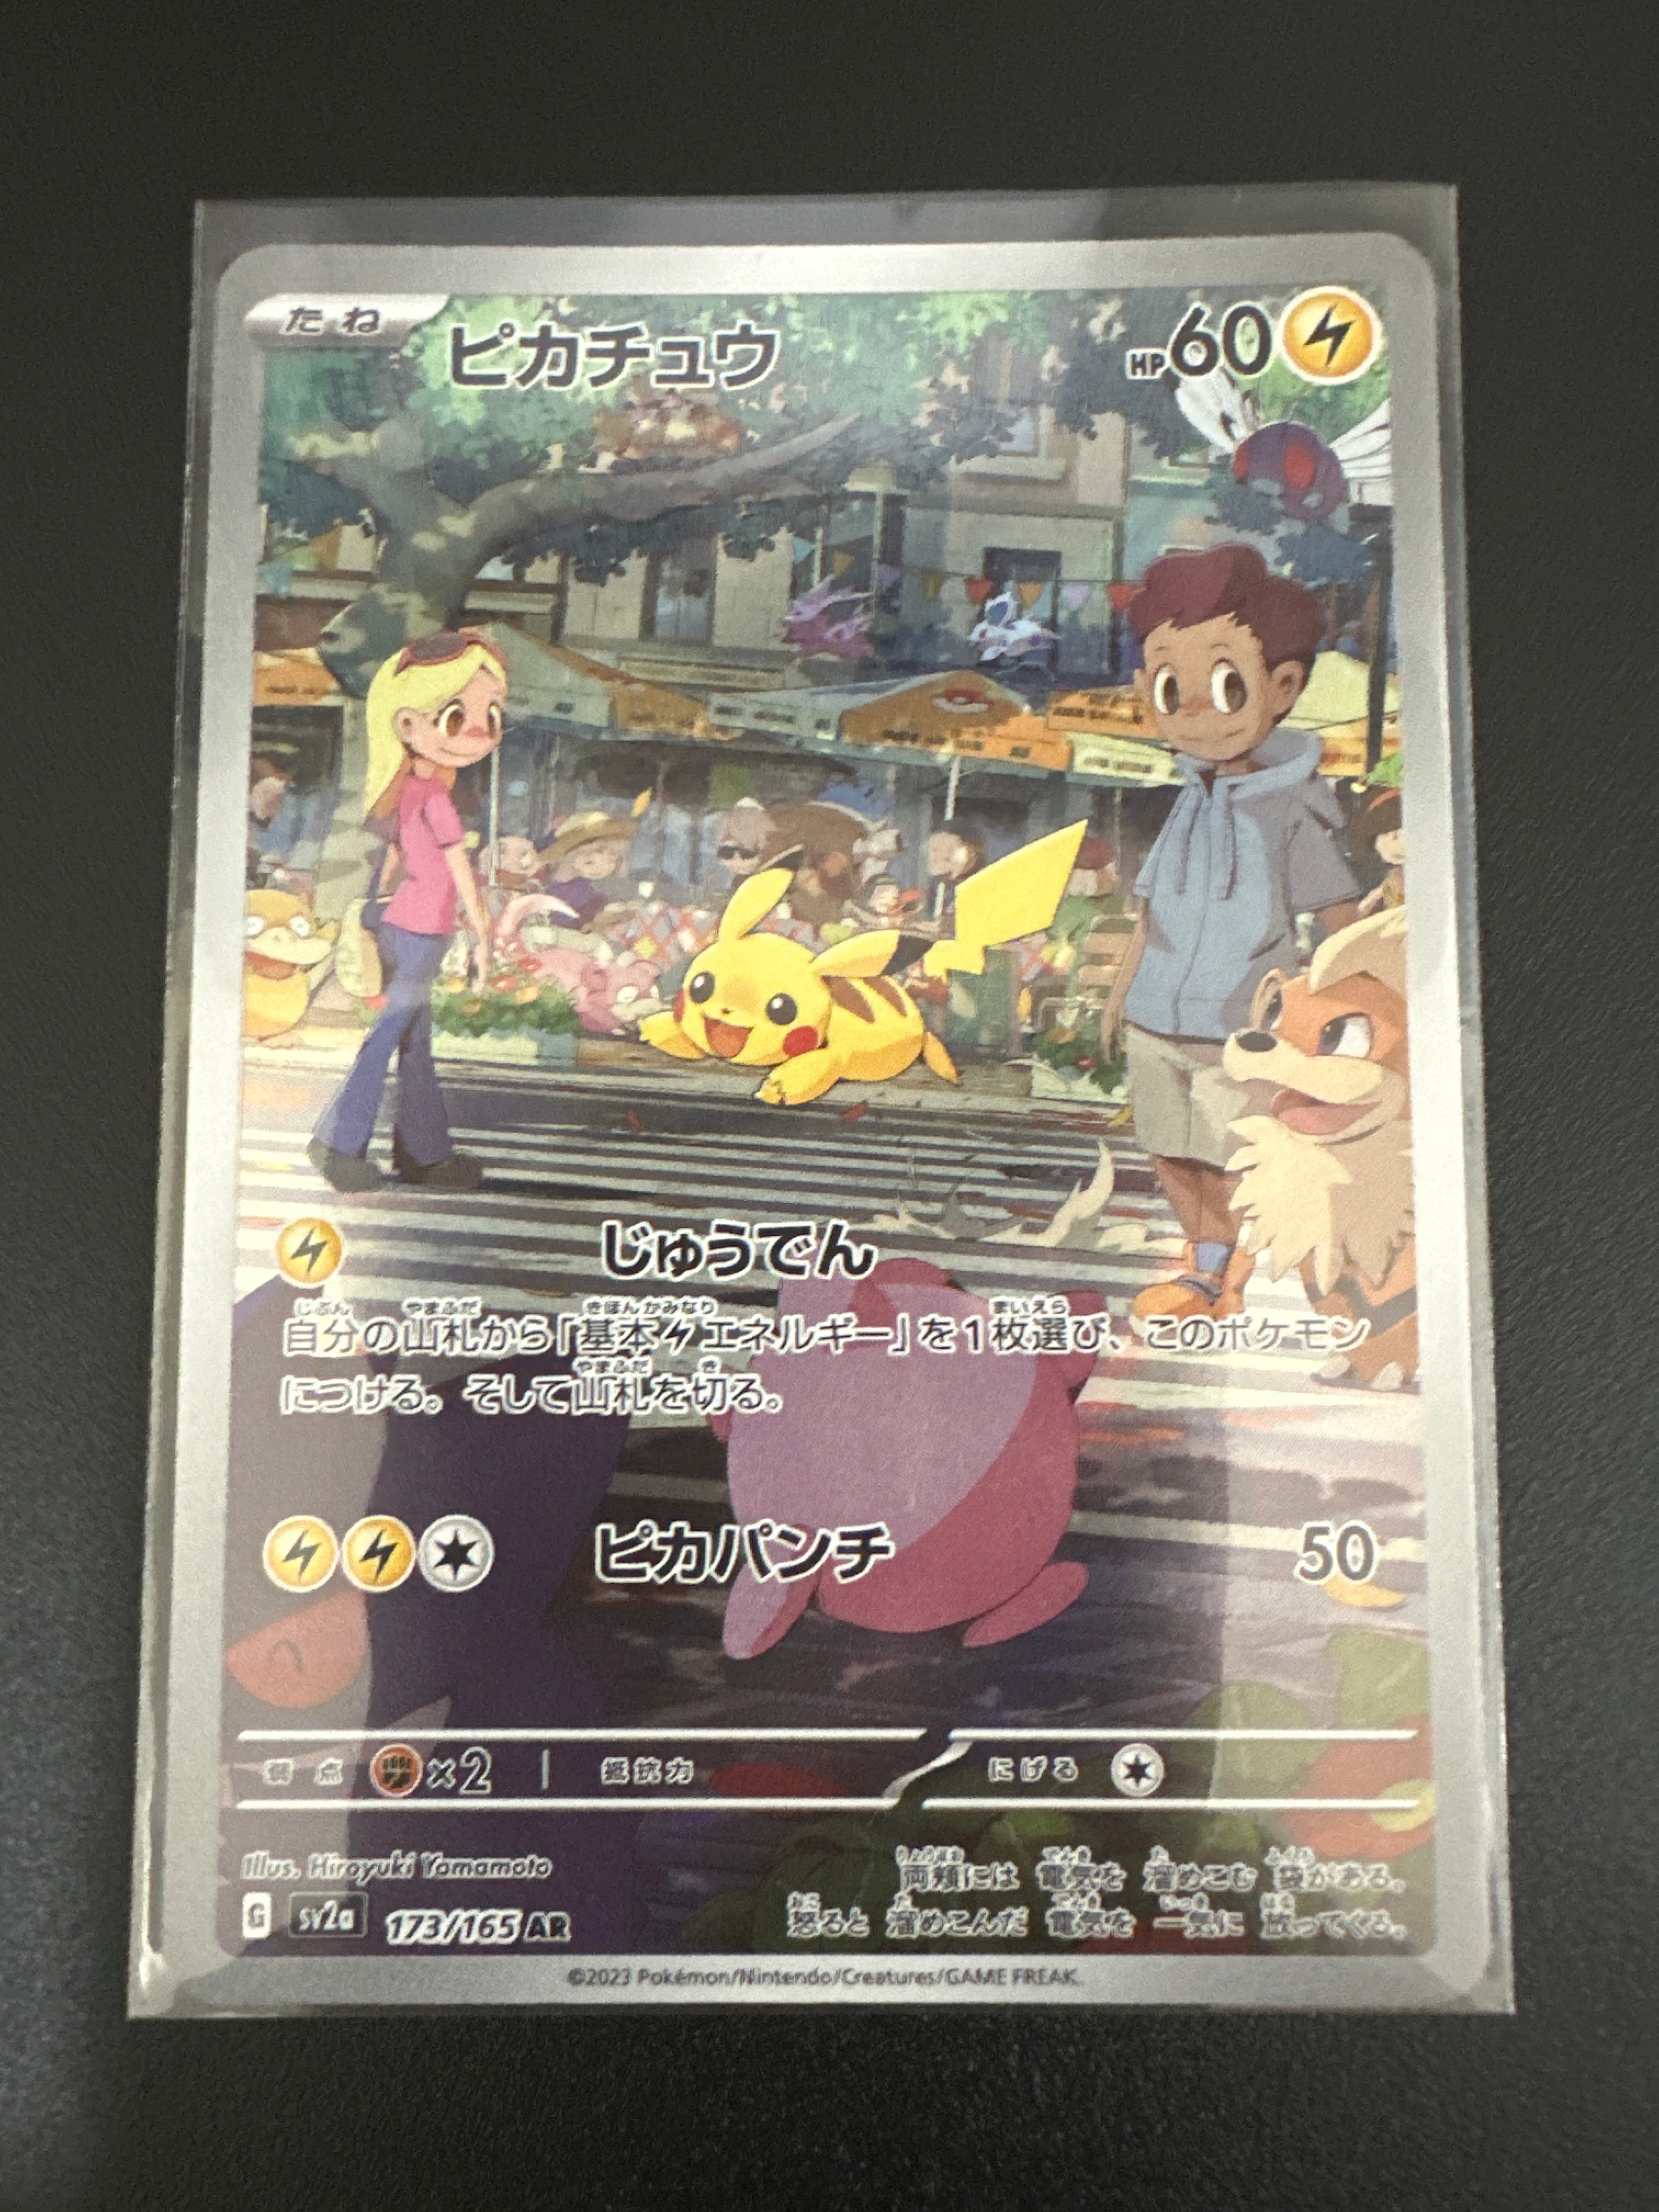 たね
ピカチュウ
HP60
じゅうでん
自分の山札から「基本エネルギー」を1枚選び、このポケモン
につける。そして山札を切る。
ピカパンチ 50
弱点 ×2 抵抗力 にげる
Illus. Hiroyuki Yamamoto
両頬には 電気を 溜めこむ 袋がある。
怒ると 溜めこんだ 電気を 一気に 放ってくる。
G sv2a 173/165 AR
©2023 Pokémon/Nintendo/Creatures/GAME FREAK.